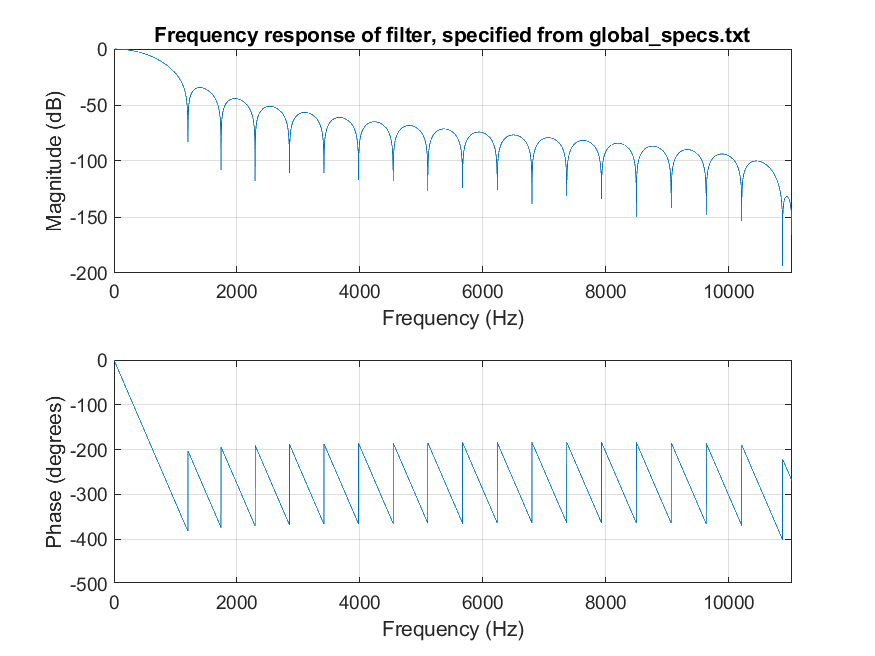 Frequency response of filter, specified from global_specs.txt
0
-50
-100
-150
-200
Magnitude (dB)
0 2000 4000 6000 8000 10000
Frequency (Hz)
0
-100
-200
-300
-400
-500
Phase (degrees)
0 2000 4000 6000 8000 10000
Frequency (Hz)